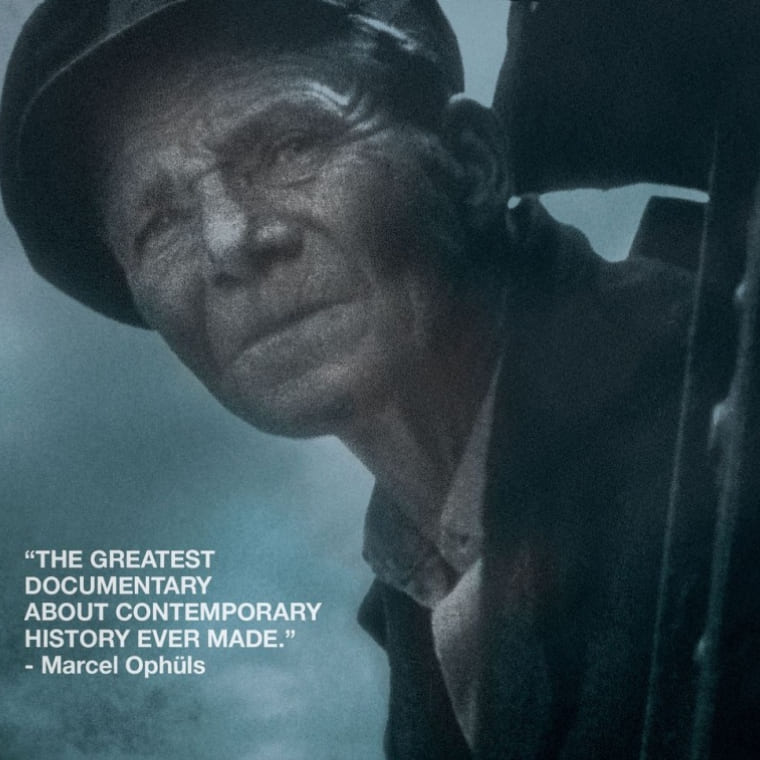 “THE GREATEST
DOCUMENTARY
ABOUT CONTEMPORARY
HISTORY EVER MADE.”
- Marcel Ophüls